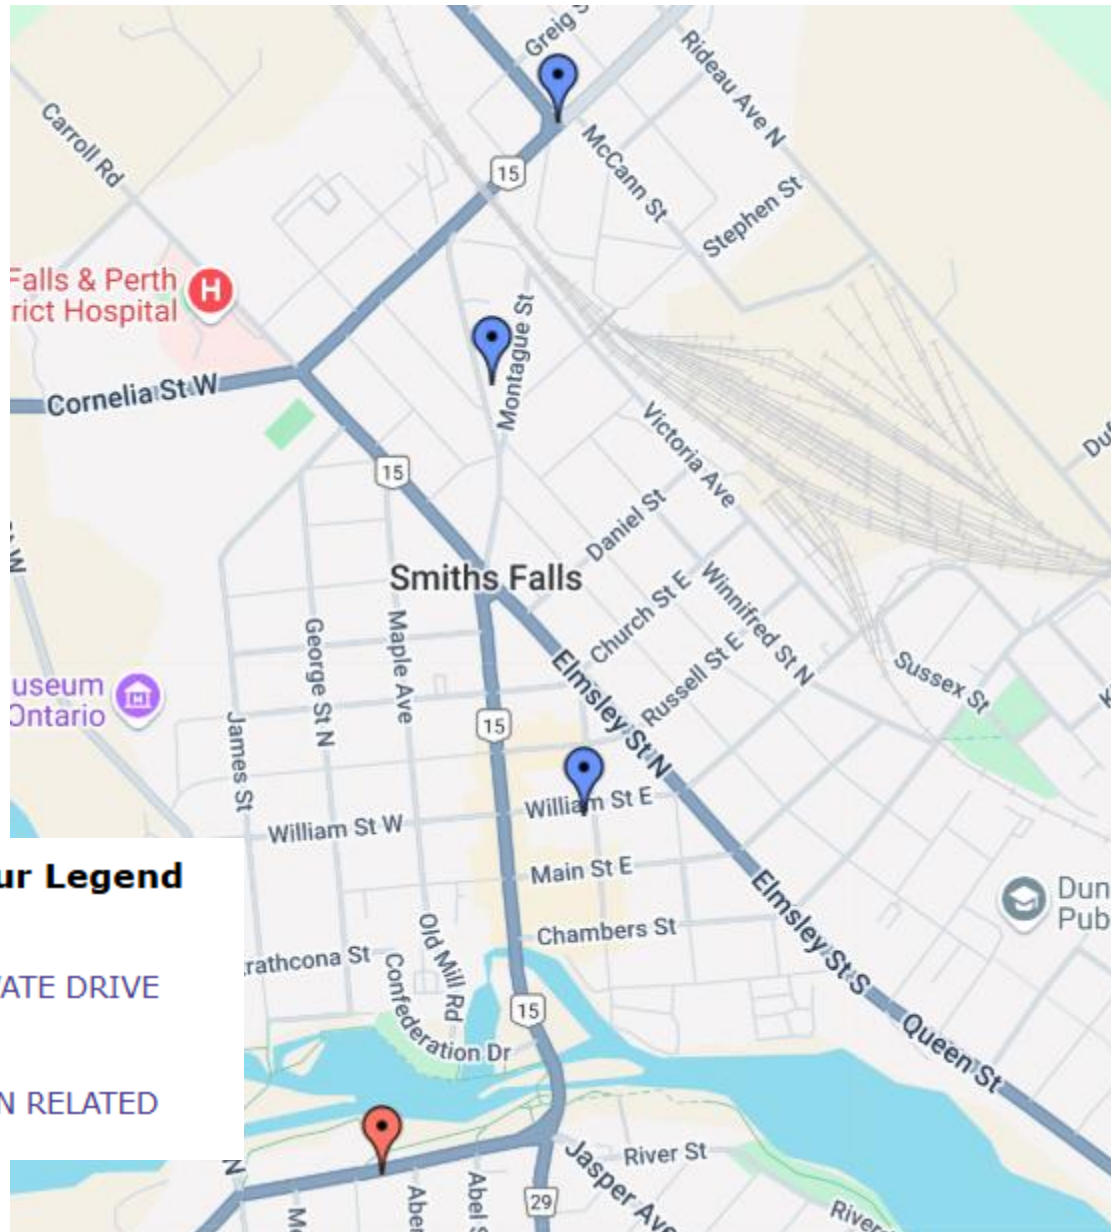 Greig
Rideau Ave N
Carroll Rd
McCann St
15
Stephen St
Falls & Perth
rict Hospital
H
Montague St
Cornelia St W
Victoria Ave
15
Daniel St
Smiths Falls
Winnifred St N
Church St E
George St N
Maple Ave
Elmsley St N
Russell St E
Sussex St
useum
Ontario
James St
15
William St E
William St W
Main St E
ur Legend
Elmsley St S
Dun
Pub
Old Mill Rd
Chambers St
rathcona St
Confederation Dr
ATE DRIVE
15
Queen St
N RELATED
River St
Jasper Ave
N
Aber
Abel S
29
River